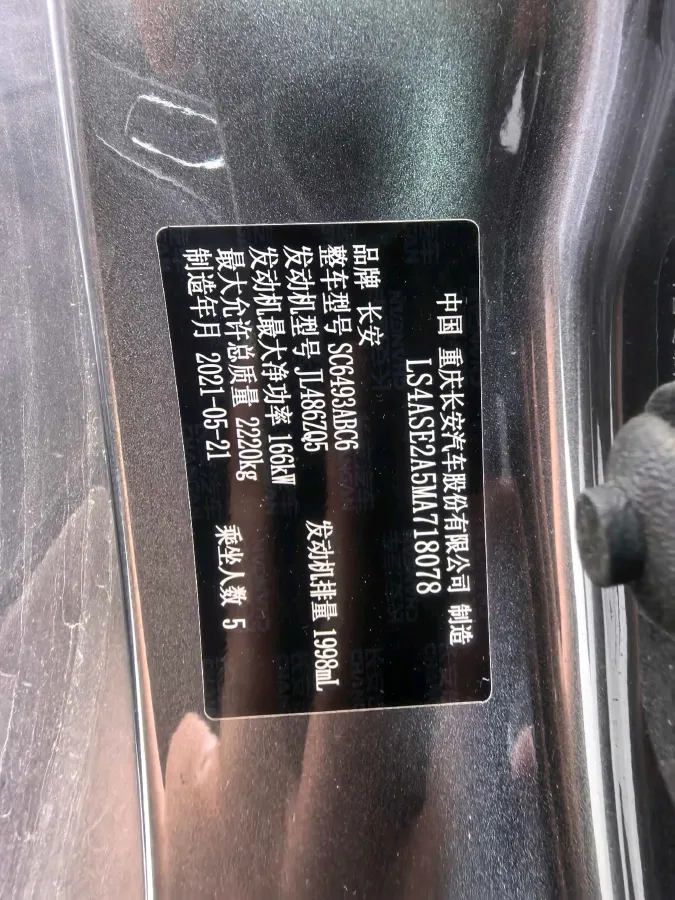 中国 重庆长安汽车股份有限公司 制造
LS4ASE2A5MA718078
品牌 长安
整车型号 SC6493ABC6
发动机型号 JL486ZQ5 发动机排量 1998mL
发动机最大净功率 166kW
最大允许总质量 2220kg
制造年月 2021-05-21 乘坐人数 5